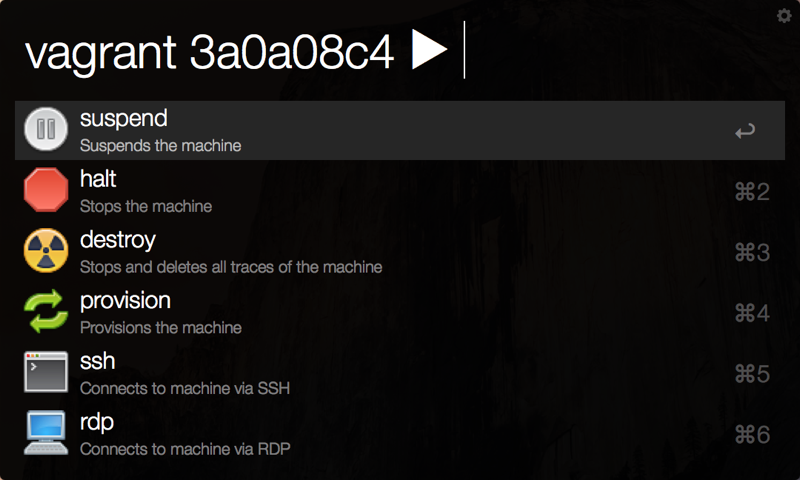 vagrant 3a0a08c4 ▶
suspend
Suspends the machine
halt
Stops the machine
⌘2
destroy
Stops and deletes all traces of the machine
⌘3
provision
Provisions the machine
⌘4
ssh
Connects to machine via SSH
⌘5
rdp
Connects to machine via RDP
⌘6